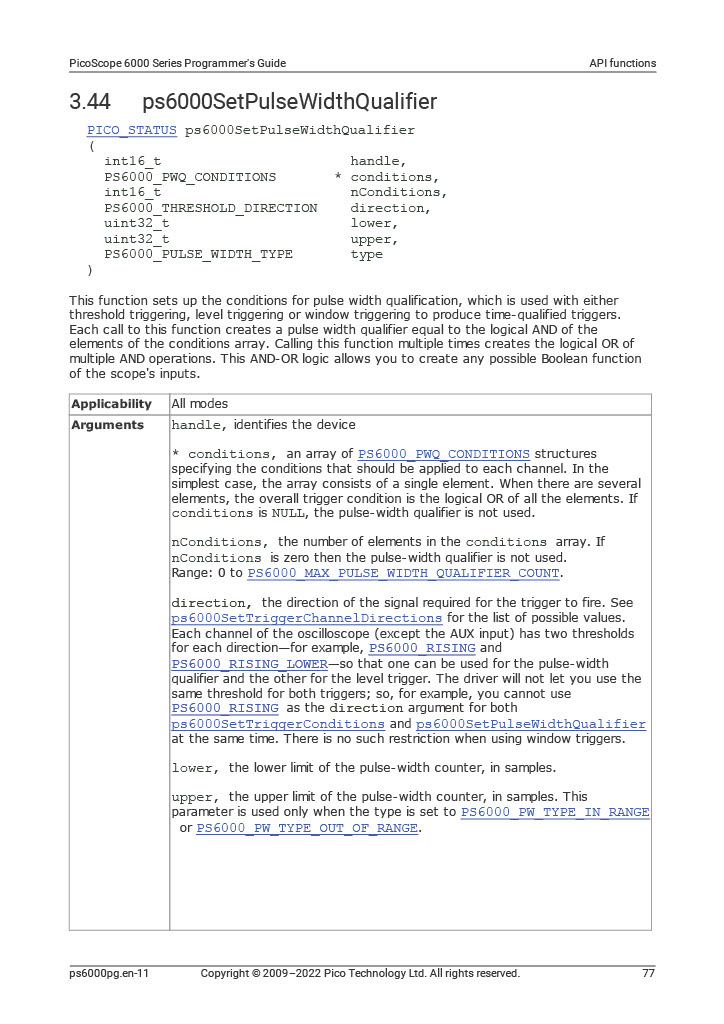 PicoScope 6000 Series Programmer's Guide API functions
3.44 ps6000SetPulseWidthQualifier
PICO_STATUS ps6000SetPulseWidthQualifier
(
int16_t handle,
PS6000_PWQ_CONDITIONS * conditions,
int16_t nConditions,
PS6000_THRESHOLD_DIRECTION direction,
uint32_t lower,
uint32_t upper,
PS6000_PULSE_WIDTH_TYPE type
)
This function sets up the conditions for pulse width qualification, which is used with either
threshold triggering, level triggering or window triggering to produce time-qualified triggers.
Each call to this function creates a pulse width qualifier equal to the logical AND of the
elements of the conditions array. Calling this function multiple times creates the logical OR of
multiple AND operations. This AND-OR logic allows you to create any possible Boolean function
of the scope's inputs.
Applicability All modes
Arguments handle, identifies the device
* conditions, an array of PS6000_PWQ_CONDITIONS structures
specifying the conditions that should be applied to each channel. In the
simplest case, the array consists of a single element. When there are several
elements, the overall trigger condition is the logical OR of all the elements. If
conditions is NULL, the pulse-width qualifier is not used.
nConditions, the number of elements in the conditions array. If
nConditions is zero then the pulse-width qualifier is not used.
Range: 0 to PS6000_MAX_PULSE_WIDTH_QUALIFIER_COUNT.
direction, the direction of the signal required for the trigger to fire. See
ps6000SetTriggerChannelDirections for the list of possible values.
Each channel of the oscilloscope (except the AUX input) has two thresholds
for each direction—for example, PS6000_RISING and
PS6000_RISING_LOWER—so that one can be used for the pulse-width
qualifier and the other for the level trigger. The driver will not let you use the
same threshold for both triggers; so, for example, you cannot use
PS6000_RISING as the direction argument for both
ps6000SetTriggerConditions and ps6000SetPulseWidthQualifier
at the same time. There is no such restriction when using window triggers.
lower, the lower limit of the pulse-width counter, in samples.
upper, the upper limit of the pulse-width counter, in samples. This
parameter is used only when the type is set to PS6000_PW_TYPE_IN_RANGE
or PS6000_PW_TYPE_OUT_OF_RANGE.
ps6000pg.en-11 Copyright © 2009–2022 Pico Technology Ltd. All rights reserved. 77